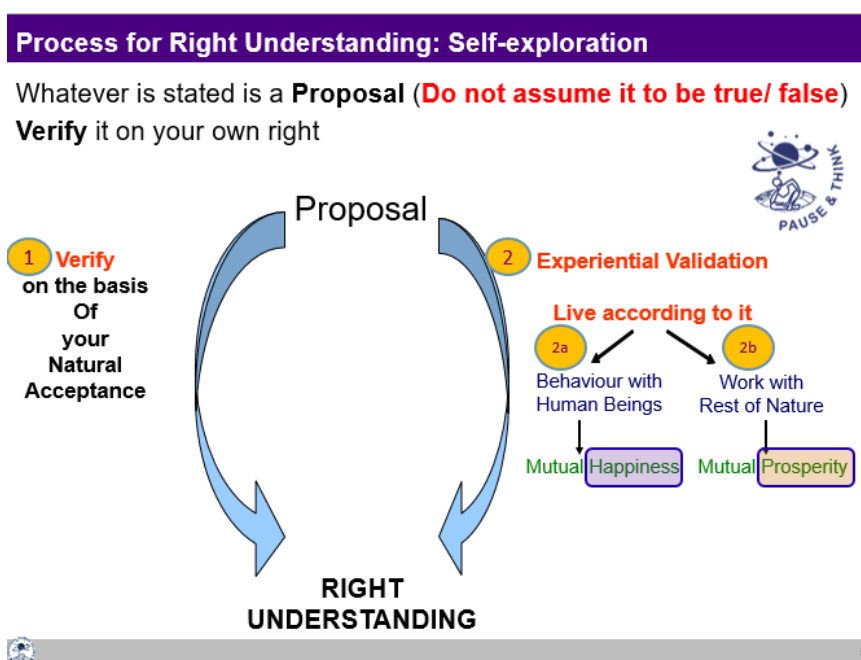 Process for Right Understanding: Self-exploration
Whatever is stated is a Proposal (Do not assume it to be true/ false)
Verify it on your own right
PAUSE & THINK
Proposal
1 Verify
on the basis
Of
your
Natural
Acceptance
2 Experiential Validation
Live according to it
2a
Behaviour with
Human Beings
Mutual Happiness
2b
Work with
Rest of Nature
Mutual Prosperity
RIGHT
UNDERSTANDING